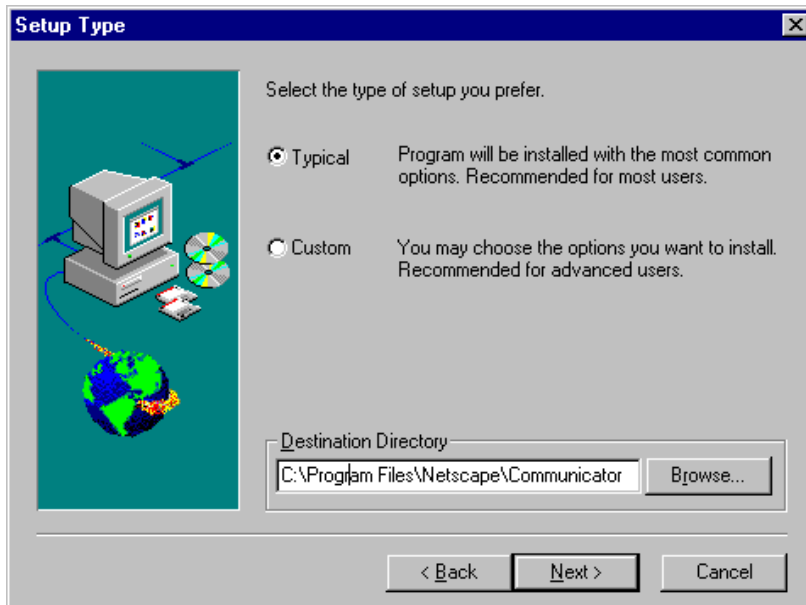 Setup Type
Select the type of setup you prefer.
Typical
Program will be installed with the most common
options. Recommended for most users.
Custom
You may choose the options you want to install.
Recommended for advanced users.
Destination Directory
C:\Program Files\Netscape\Communicator
Browse...
< Back
Next >
Cancel